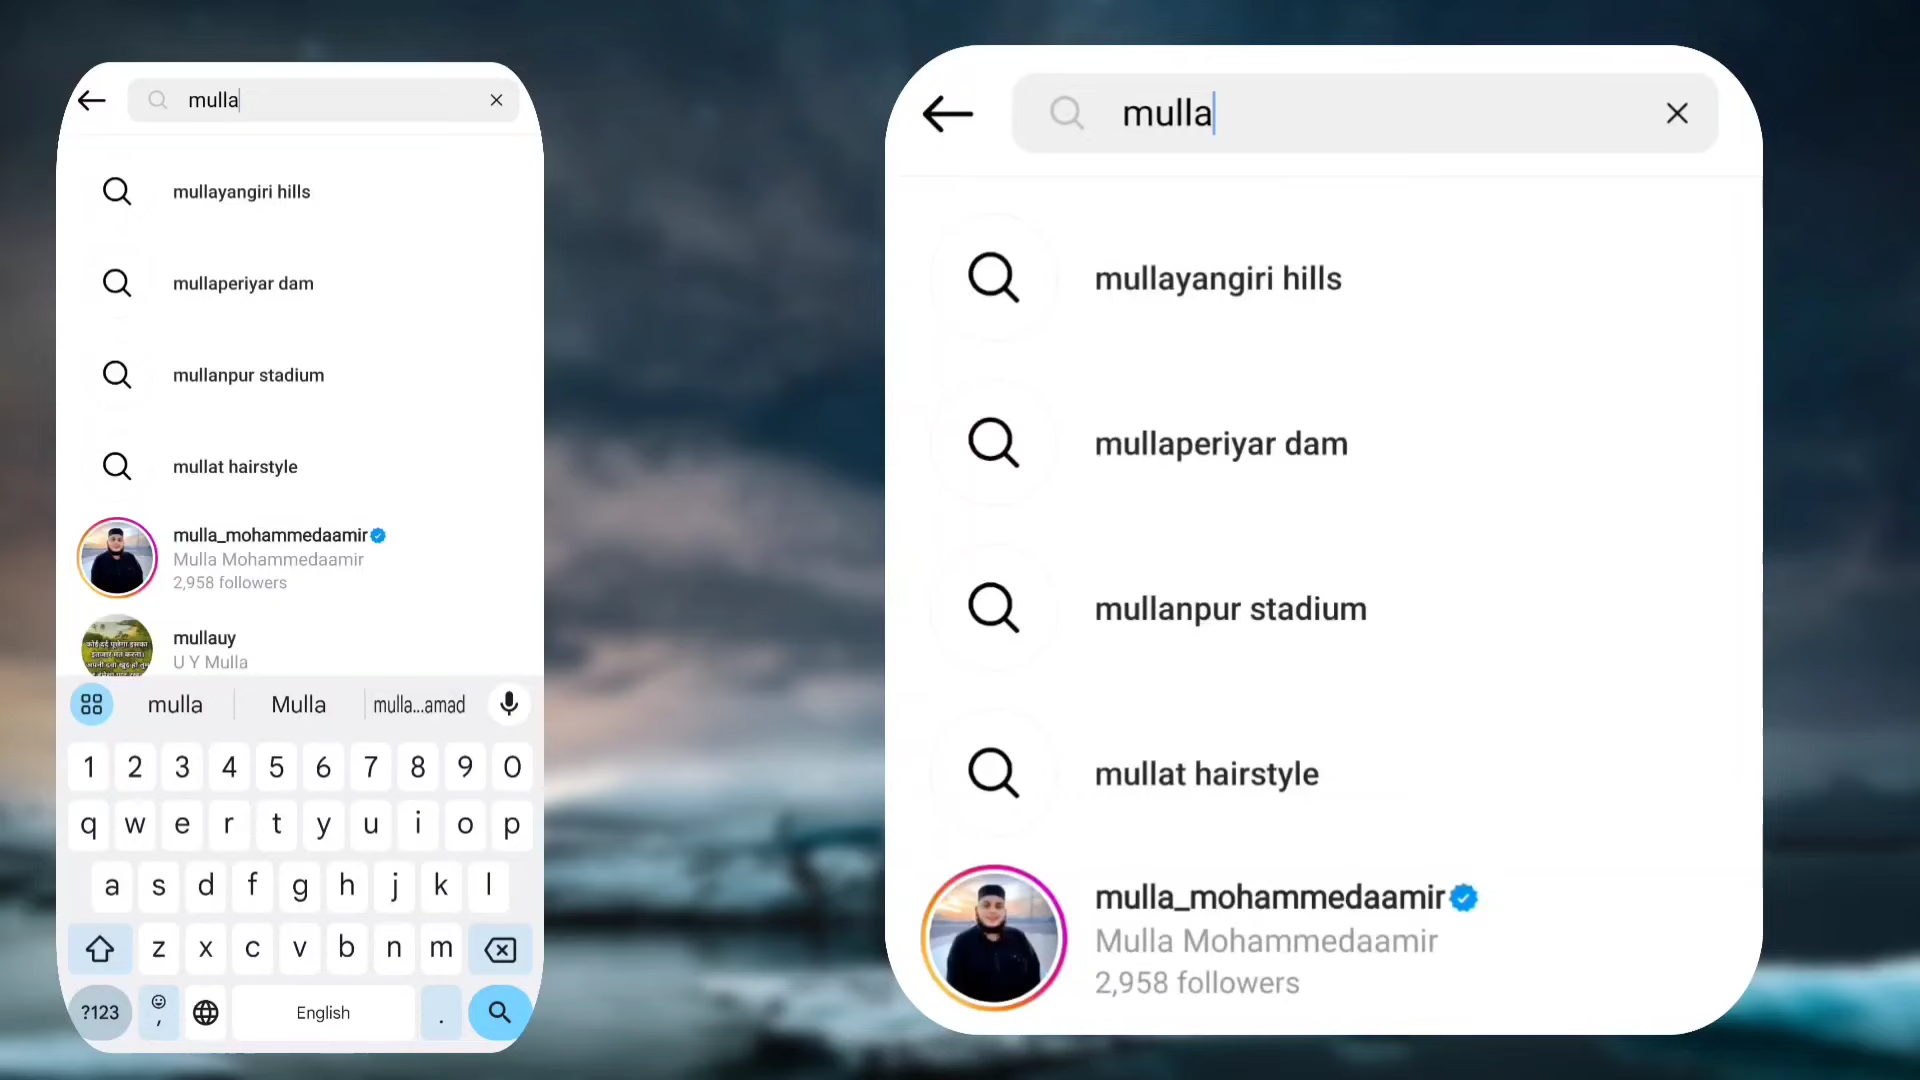 mulla
mullayangiri hills
mullaperiyar dam
mullanpur stadium
mullat hairstyle
mulla_mohammedaamir
Mulla Mohammedaamir
2,958 followers
mullauy
U Y Mulla
mulla Mulla mulla...amad
1 2 3 4 5 6 7 8 9 0
q w e r t y u i o p
a s d f g h j k l
z x c v b n m
?123 , English .
mulla
mullayangiri hills
mullaperiyar dam
mullanpur stadium
mullat hairstyle
mulla_mohammedaamir
Mulla Mohammedaamir
2,958 followers